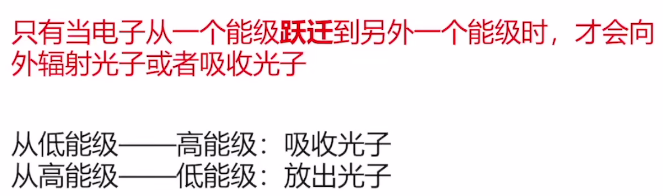 只有当电子从一个能级跃迁到另外一个能级时，才会向
外辐射光子或者吸收光子
从低能级——高能级：吸收光子
从高能级——低能级：放出光子